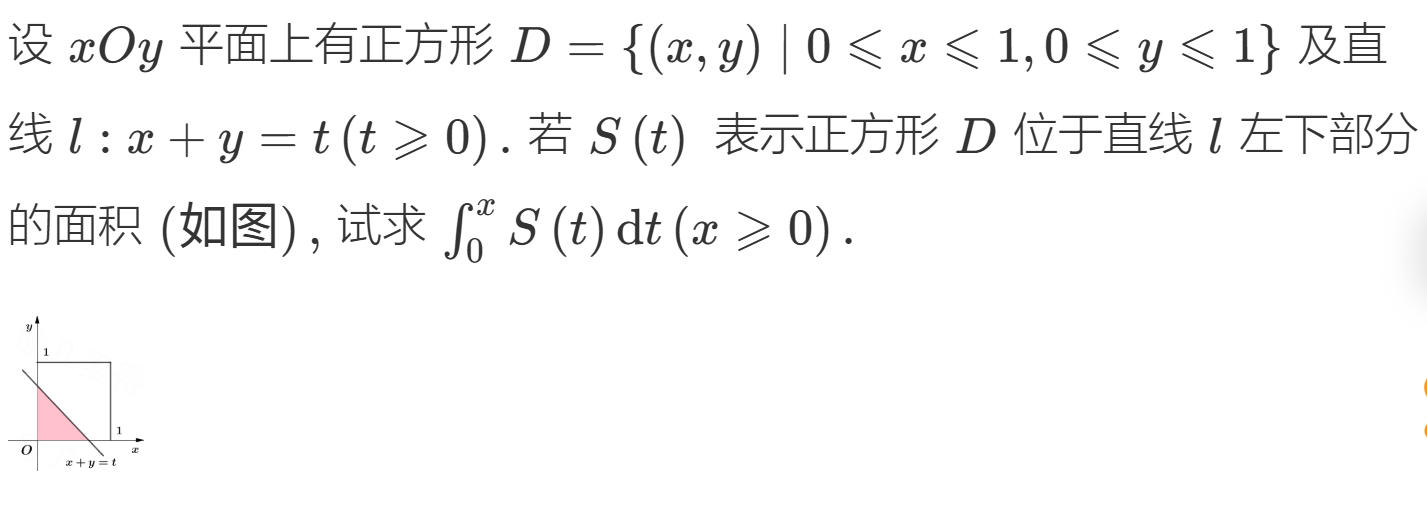 设 xOy 平面上有正方形 D = {(x, y) | 0 ⩽ x ⩽ 1, 0 ⩽ y ⩽ 1} 及直
线 l : x + y = t (t ⩾ 0) . 若 S (t) 表示正方形 D 位于直线 l 左下部分
的面积 (如图) , 试求 ∫₀ˣ S (t) dt (x ⩾ 0) .
y
1
1
O
x
x + y = t